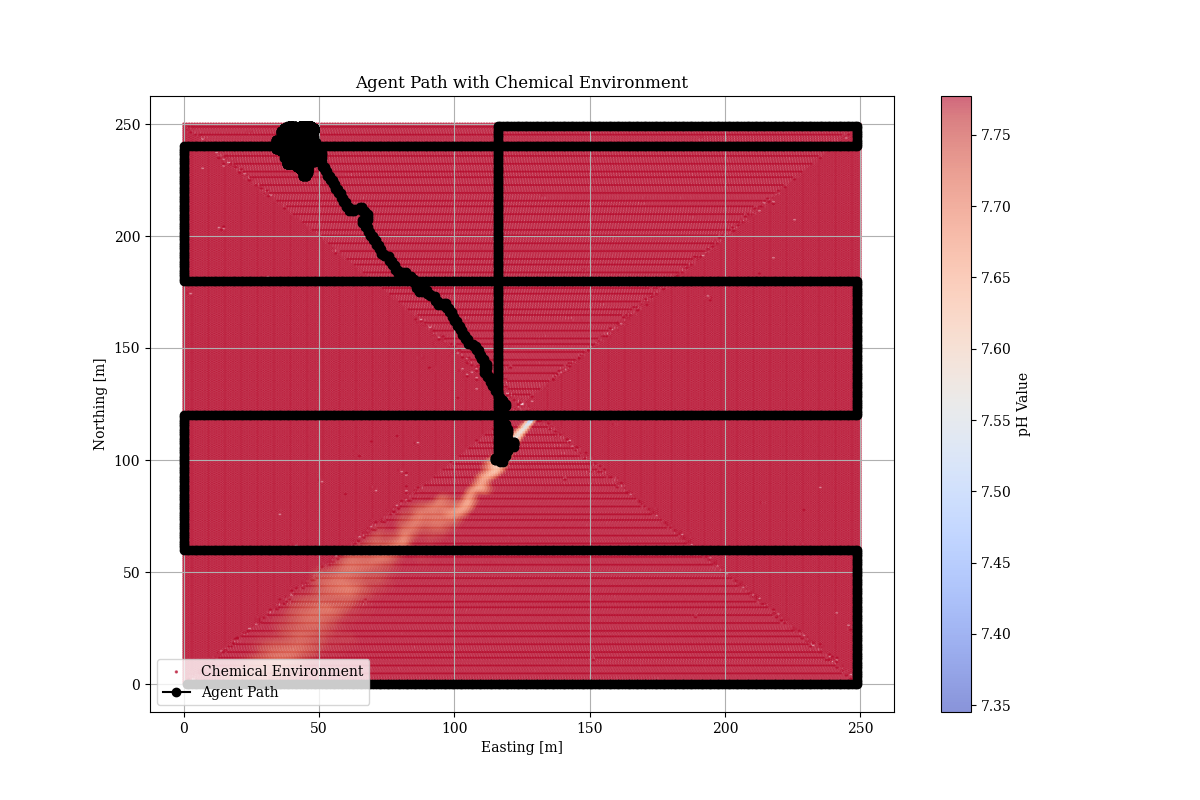 Agent Path with Chemical Environment
250
200
150
100
50
0
Northing [m]
Chemical Environment
Agent Path
0 50 100 150 200 250
Easting [m]
7.75
7.70
7.65
7.60
7.55
7.50
7.45
7.40
7.35
pH Value